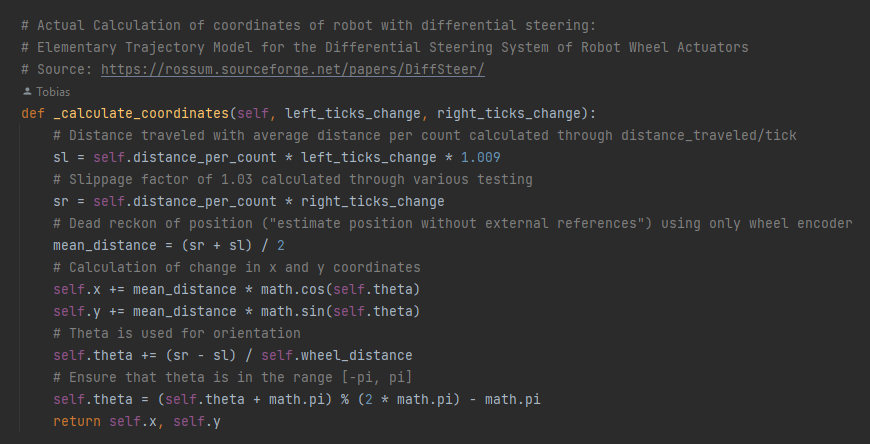 # Actual Calculation of coordinates of robot with differential steering:
# Elementary Trajectory Model for the Differential Steering System of Robot Wheel Actuators
# Source: https://rossum.sourceforge.net/papers/DiffSteer/
Tobias
def _calculate_coordinates(self, left_ticks_change, right_ticks_change):
    # Distance traveled with average distance per count calculated through distance_traveled/tick
    sl = self.distance_per_count * left_ticks_change * 1.009
    # Slippage factor of 1.03 calculated through various testing
    sr = self.distance_per_count * right_ticks_change
    # Dead reckon of position ("estimate position without external references") using only wheel encoder
    mean_distance = (sr + sl) / 2
    # Calculation of change in x and y coordinates
    self.x += mean_distance * math.cos(self.theta)
    self.y += mean_distance * math.sin(self.theta)
    # Theta is used for orientation
    self.theta += (sr - sl) / self.wheel_distance
    # Ensure that theta is in the range [-pi, pi]
    self.theta = (self.theta + math.pi) % (2 * math.pi) - math.pi
    return self.x, self.y